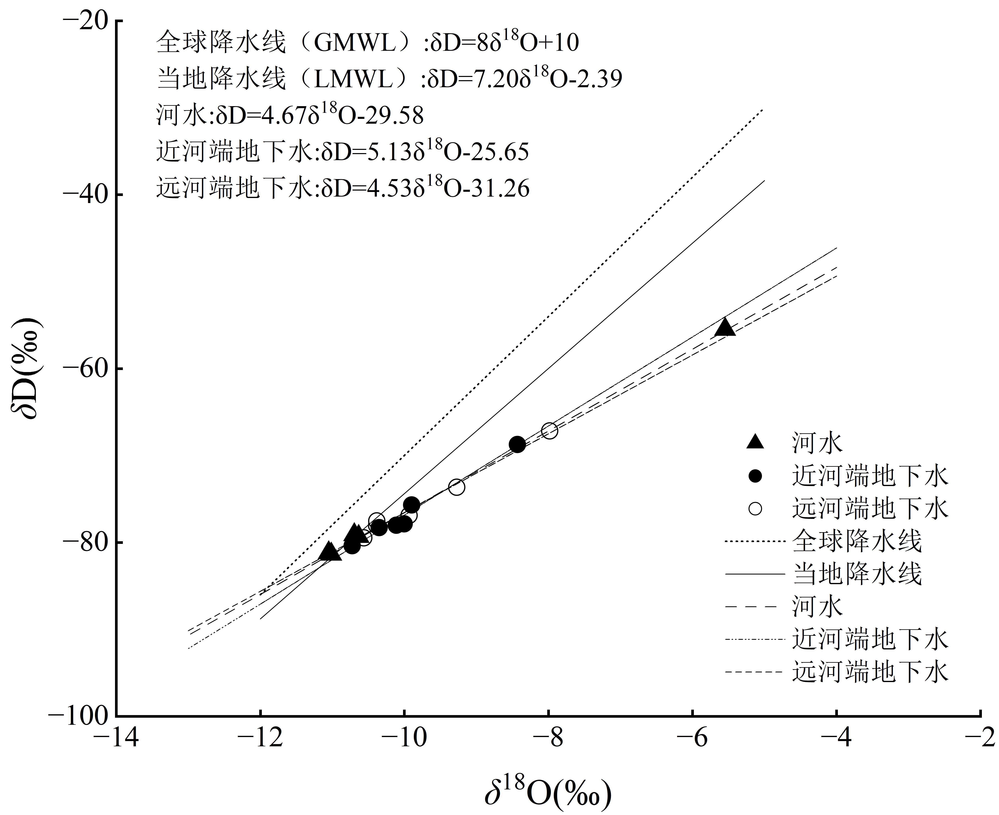 全球降水线（GMWL）:δD=8δ¹⁸O+10
当地降水线（LMWL）:δD=7.20δ¹⁸O-2.39
河水:δD=4.67δ¹⁸O-29.58
近河端地下水:δD=5.13δ¹⁸O-25.65
远河端地下水:δD=4.53δ¹⁸O-31.26
−20
−40
−60
−80
−100
δD(‰)
河水
近河端地下水
远河端地下水
全球降水线
当地降水线
河水
近河端地下水
远河端地下水
−14 −12 −10 −8 −6 −4 −2
δ¹⁸O(‰)